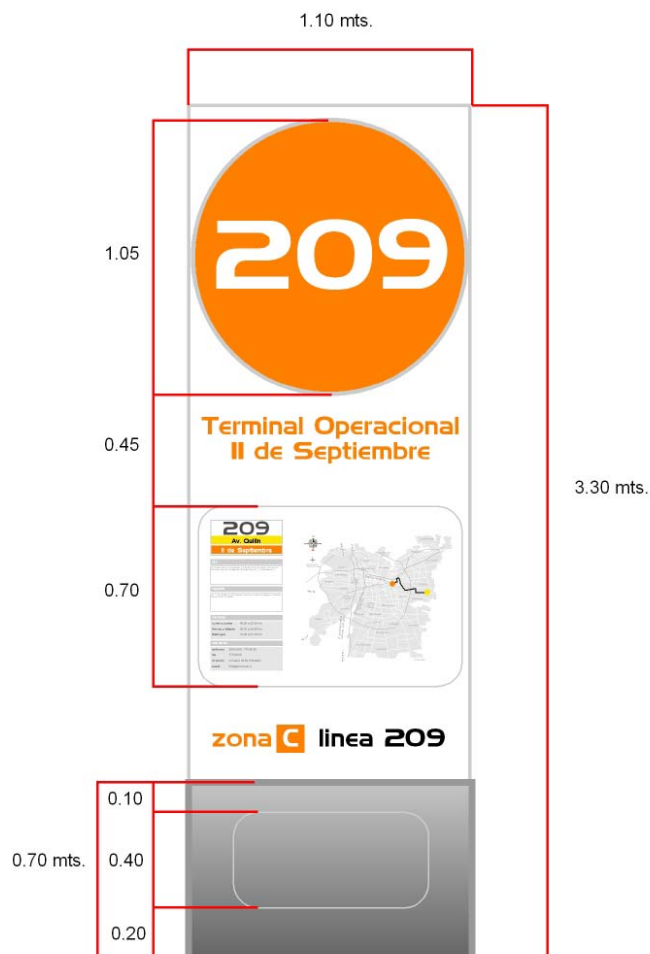 1.10 mts.
209
1.05
Terminal Operacional
II de Septiembre
0.45
3.30 mts.
209
Av. Quilín
II de Septiembre
0.70
zona C linea 209
0.10
0.70 mts.
0.40
0.20